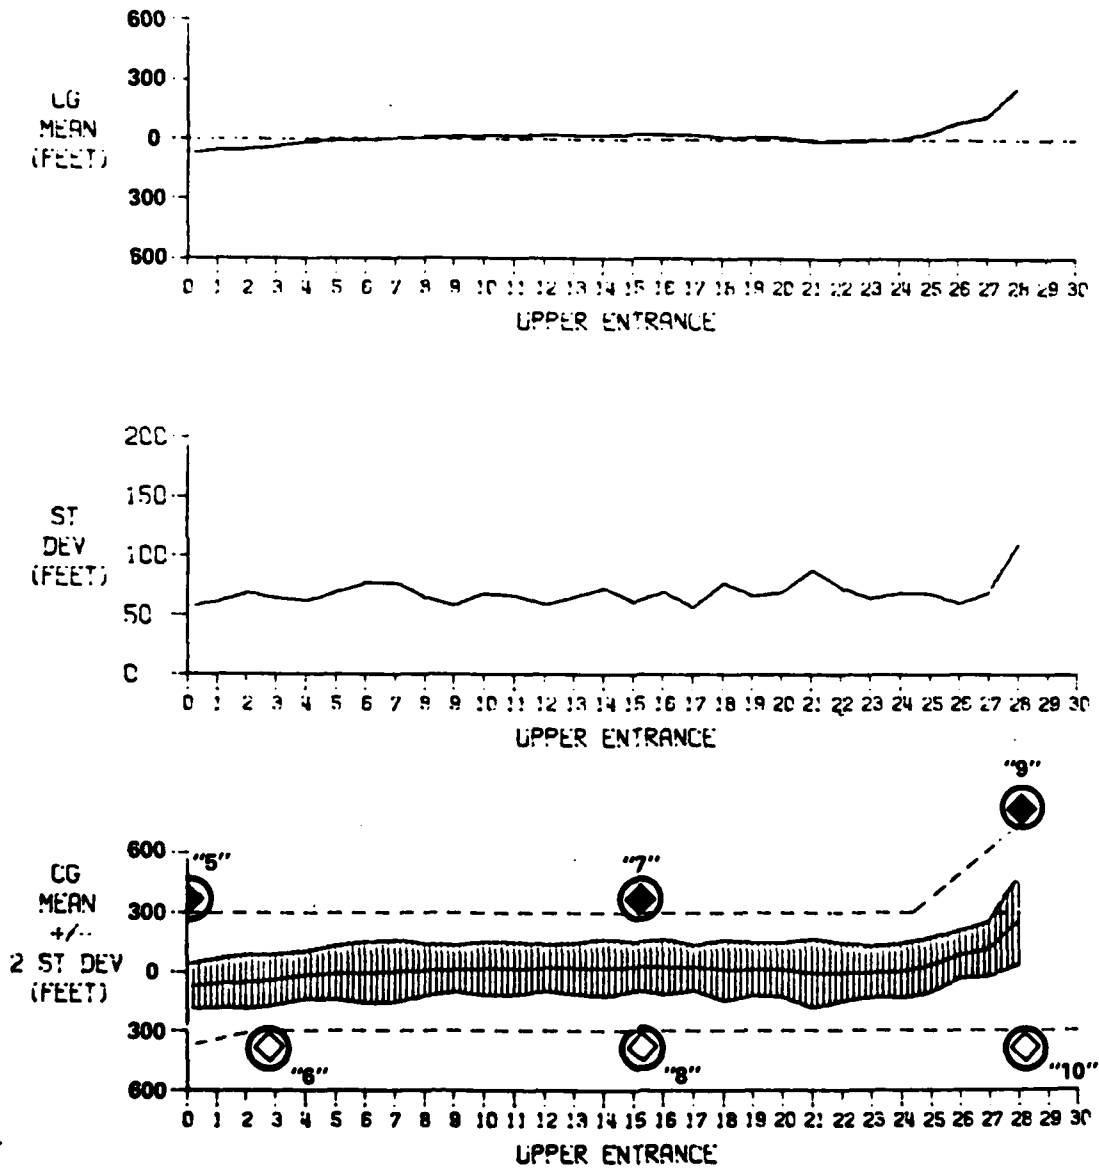 600
300
CG
MEAN
(FEET)
0
300
600
0 1 2 3 4 5 6 7 8 9 10 11 12 13 14 15 16 17 18 19 20 21 22 23 24 25 26 27 28 29 30
UPPER ENTRANCE
200
150
ST
DEV
(FEET)
100
50
0
0 1 2 3 4 5 6 7 8 9 10 11 12 13 14 15 16 17 18 19 20 21 22 23 24 25 26 27 28 29 30
UPPER ENTRANCE
"9"
600
"5"
"7"
CG
MEAN
+/-
2 ST DEV
(FEET)
300
0
300
"6"
"8"
"10"
600
0 1 2 3 4 5 6 7 8 9 10 11 12 13 14 15 16 17 18 19 20 21 22 23 24 25 26 27 28 29 30
UPPER ENTRANCE